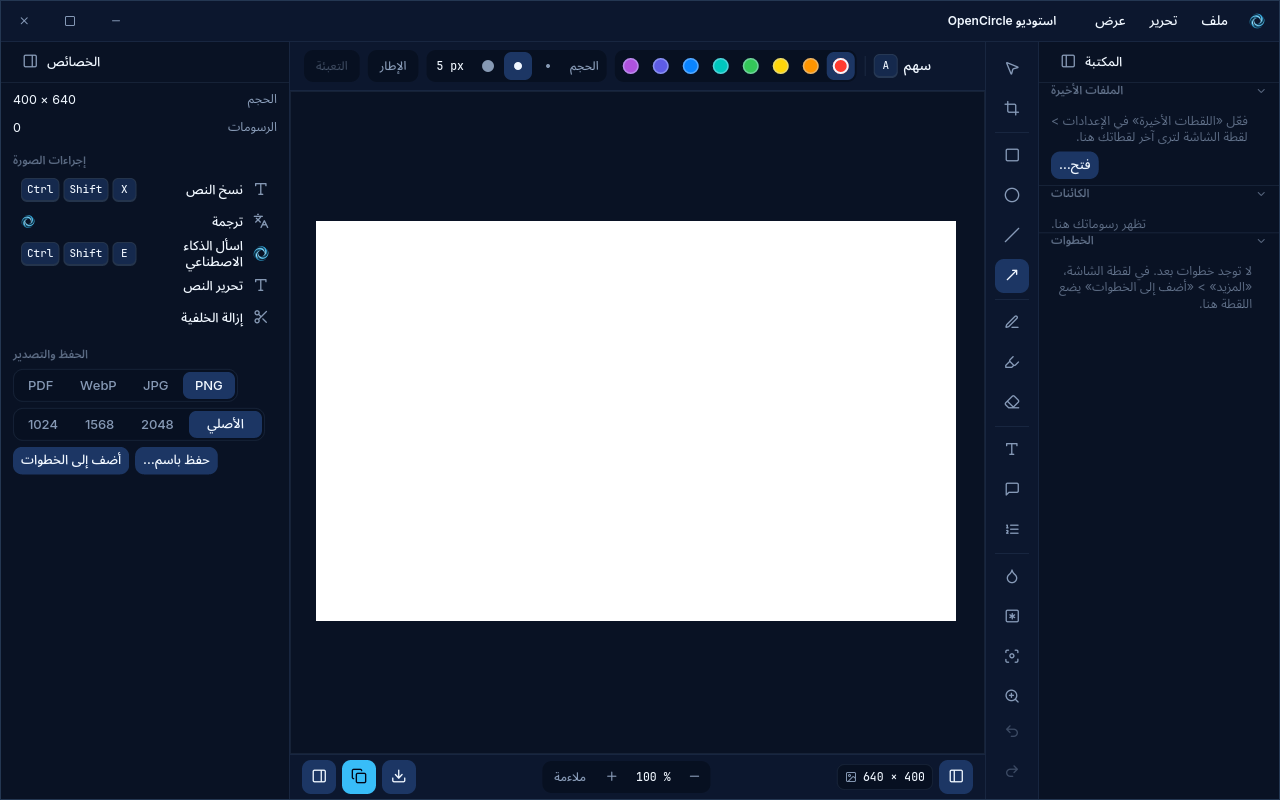 ملف
تحرير
عرض
استوديو OpenCircle
المكتبة
الملفات الأخيرة
فعّل «اللقطات الأخيرة» في الإعدادات >
لقطة الشاشة لترى آخر لقطاتك هنا.
فتح...
الكائنات
تظهر رسوماتك هنا.
الخطوات
لا توجد خطوات بعد. في لقطة الشاشة،
«المزيد» > «أضف إلى الخطوات» يضع
اللقطة هنا.
سهم A
الحجم
5 px
الإطار
التعبئة
الخصائص
الحجم 640 × 400
الرسومات 0
إجراءات الصورة
نسخ النص Ctrl Shift X
ترجمة
اسأل الذكاء
الاصطناعي
Ctrl Shift E
تحرير النص
إزالة الخلفية
الحفظ والتصدير
PNG JPG WebP PDF
الأصلي 2048 1568 1024
حفظ باسم... أضف إلى الخطوات
640 × 400
100 %
ملاءمة